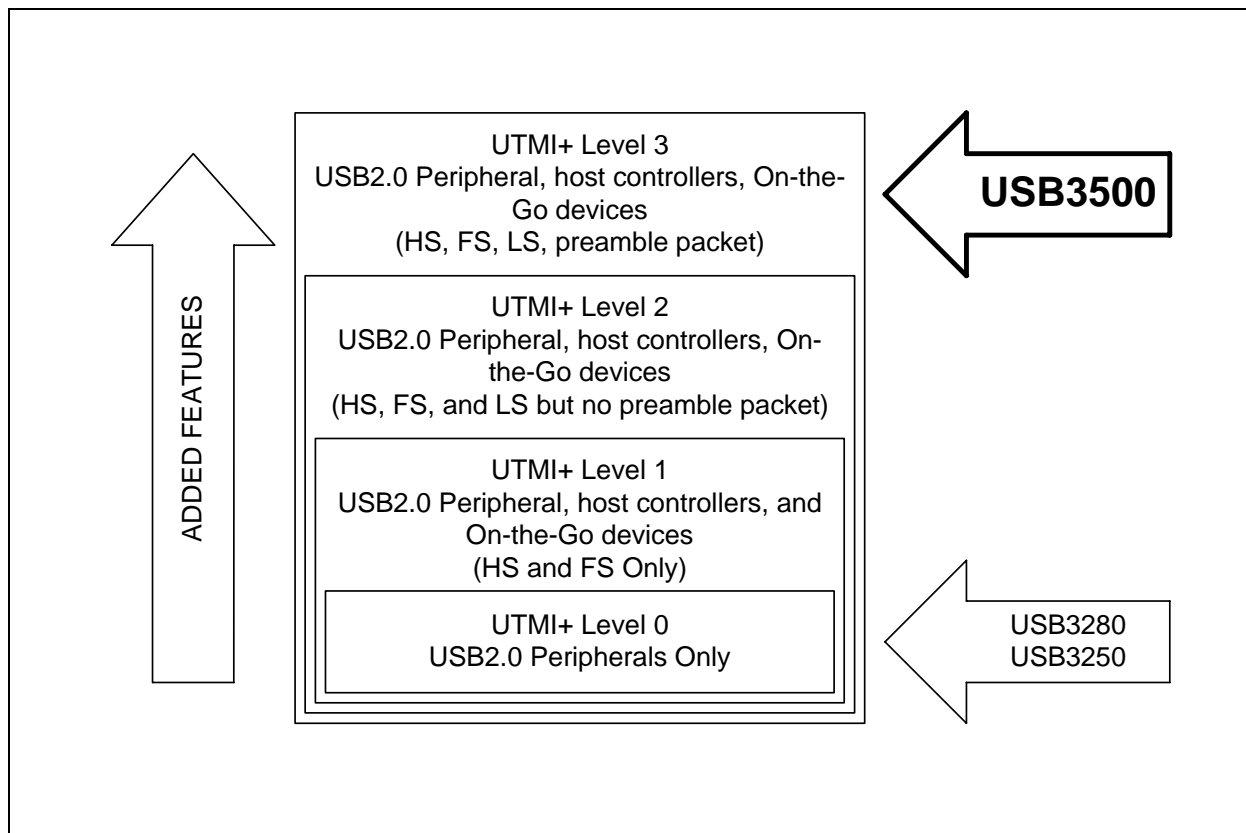 UTMI+ Level 3
USB2.0 Peripheral, host controllers, On-the-
Go devices
(HS, FS, LS, preamble packet)
USB3500
ADDED FEATURES
UTMI+ Level 2
USB2.0 Peripheral, host controllers, On-
the-Go devices
(HS, FS, and LS but no preamble packet)
UTMI+ Level 1
USB2.0 Peripheral, host controllers, and
On-the-Go devices
(HS and FS Only)
UTMI+ Level 0
USB2.0 Peripherals Only
USB3280
USB3250